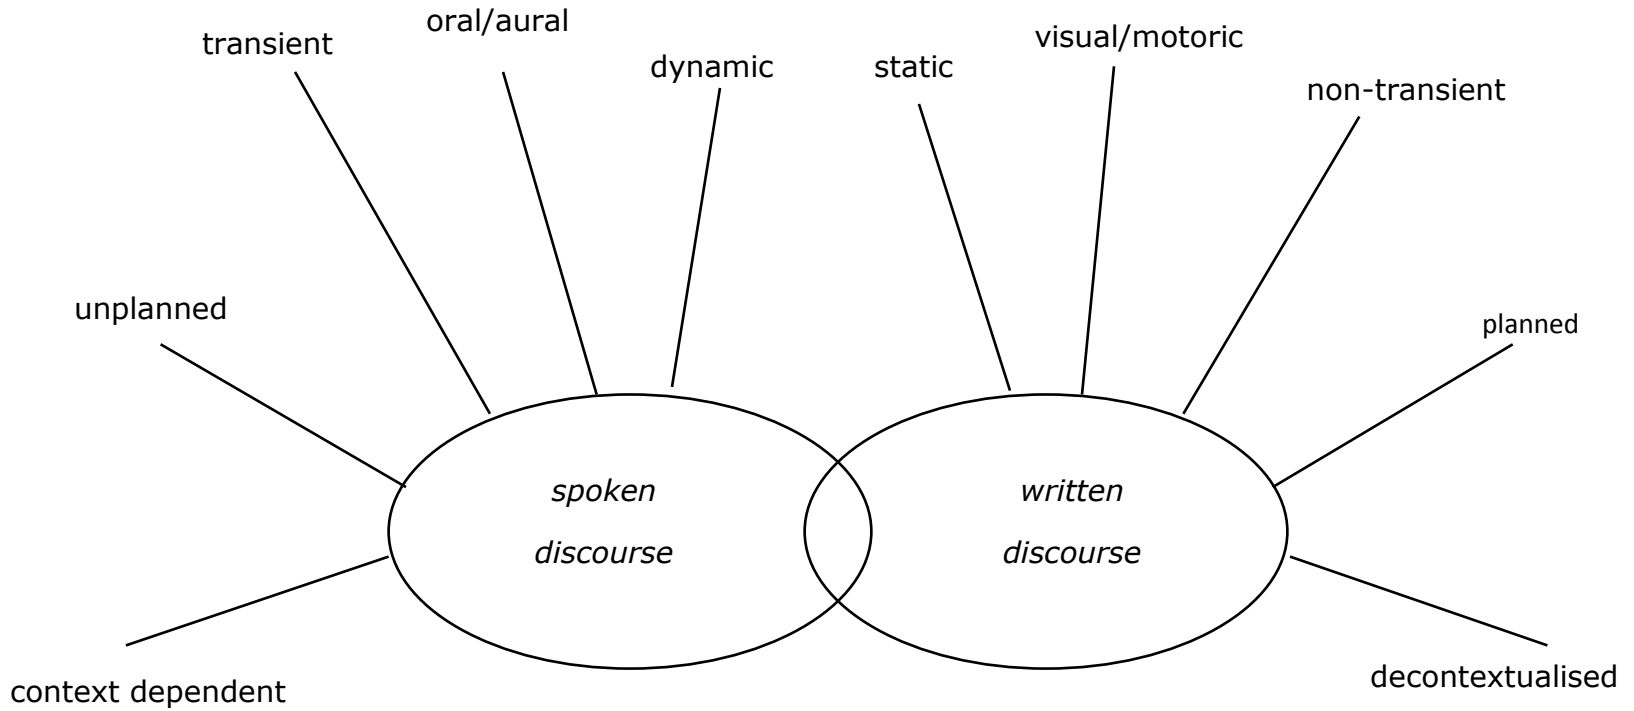 transient
oral/aural
dynamic
static
visual/motoric
non-transient
unplanned
planned
spoken
discourse
written
discourse
context dependent
decontextualised